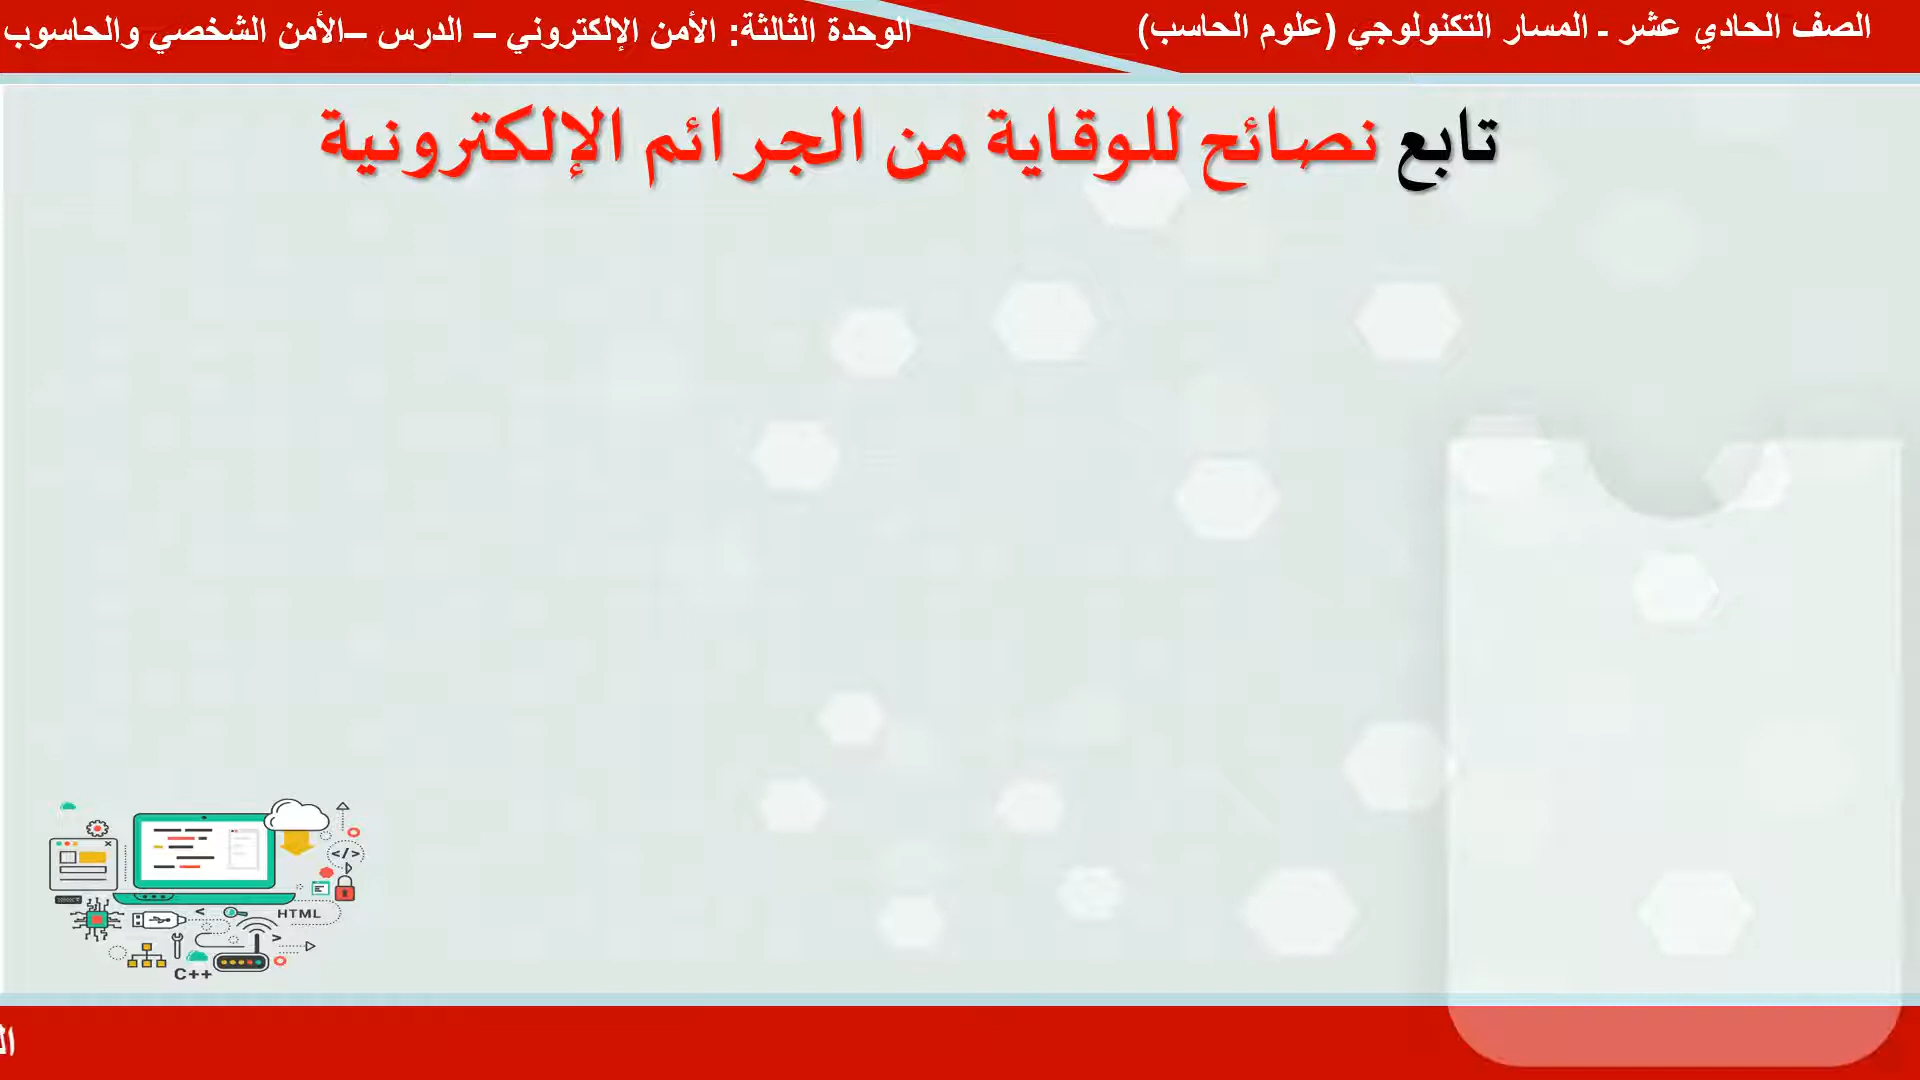 الصف الحادي عشر - المسار التكنولوجي (علوم الحاسب)
الوحدة الثالثة: الأمن الإلكتروني – الدرس –الأمن الشخصي والحاسوب
تابع نصائح للوقاية من الجرائم الإلكترونية
</>
HTML
C++